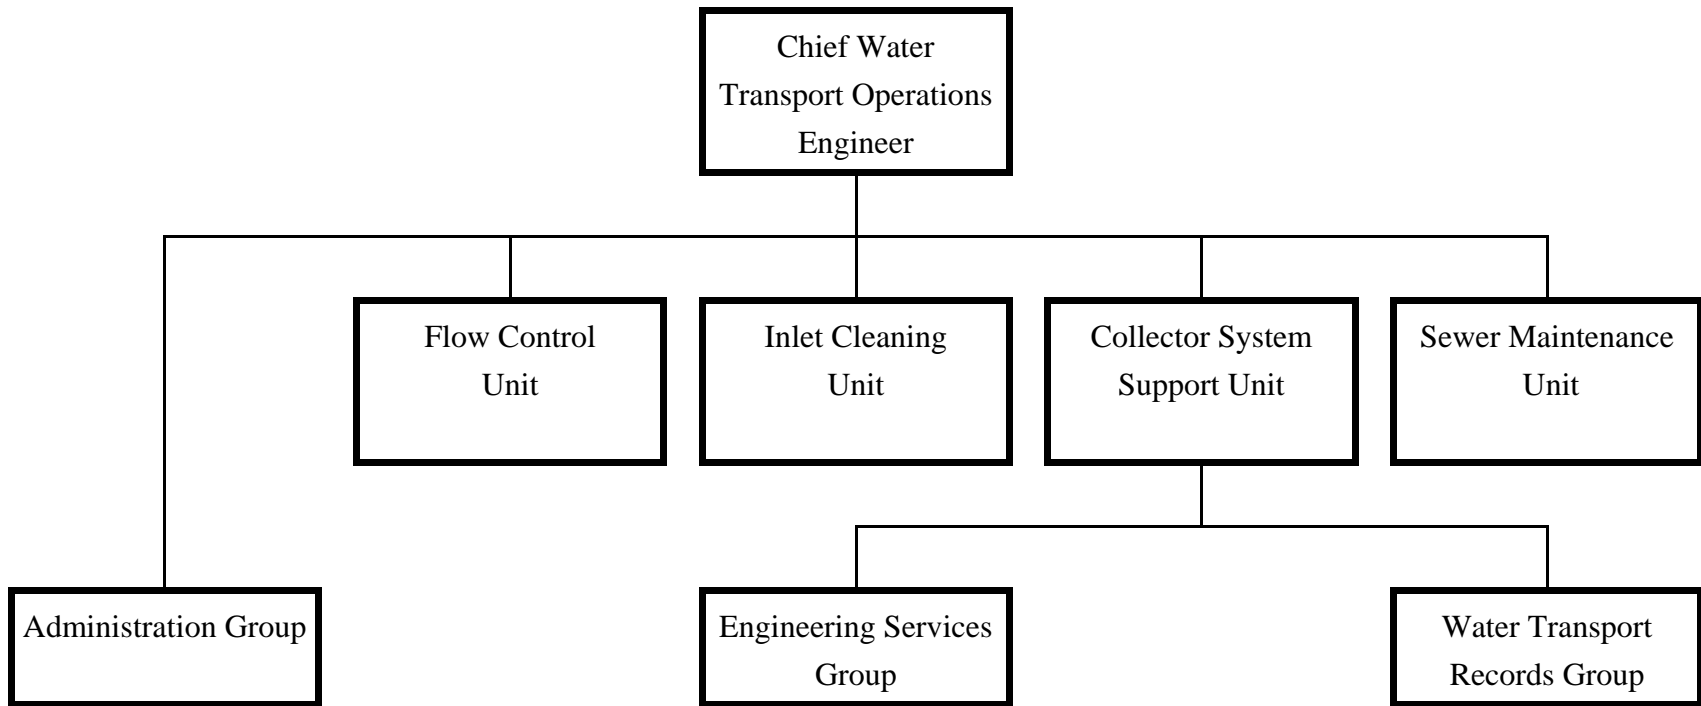 Chief Water
Transport Operations
Engineer
Flow Control
Unit
Inlet Cleaning
Unit
Collector System
Support Unit
Sewer Maintenance
Unit
Administration Group
Engineering Services
Group
Water Transport
Records Group